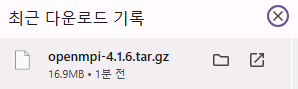 최근 다운로드 기록
openmpi-4.1.6.tar.gz
16.9MB • 1분 전